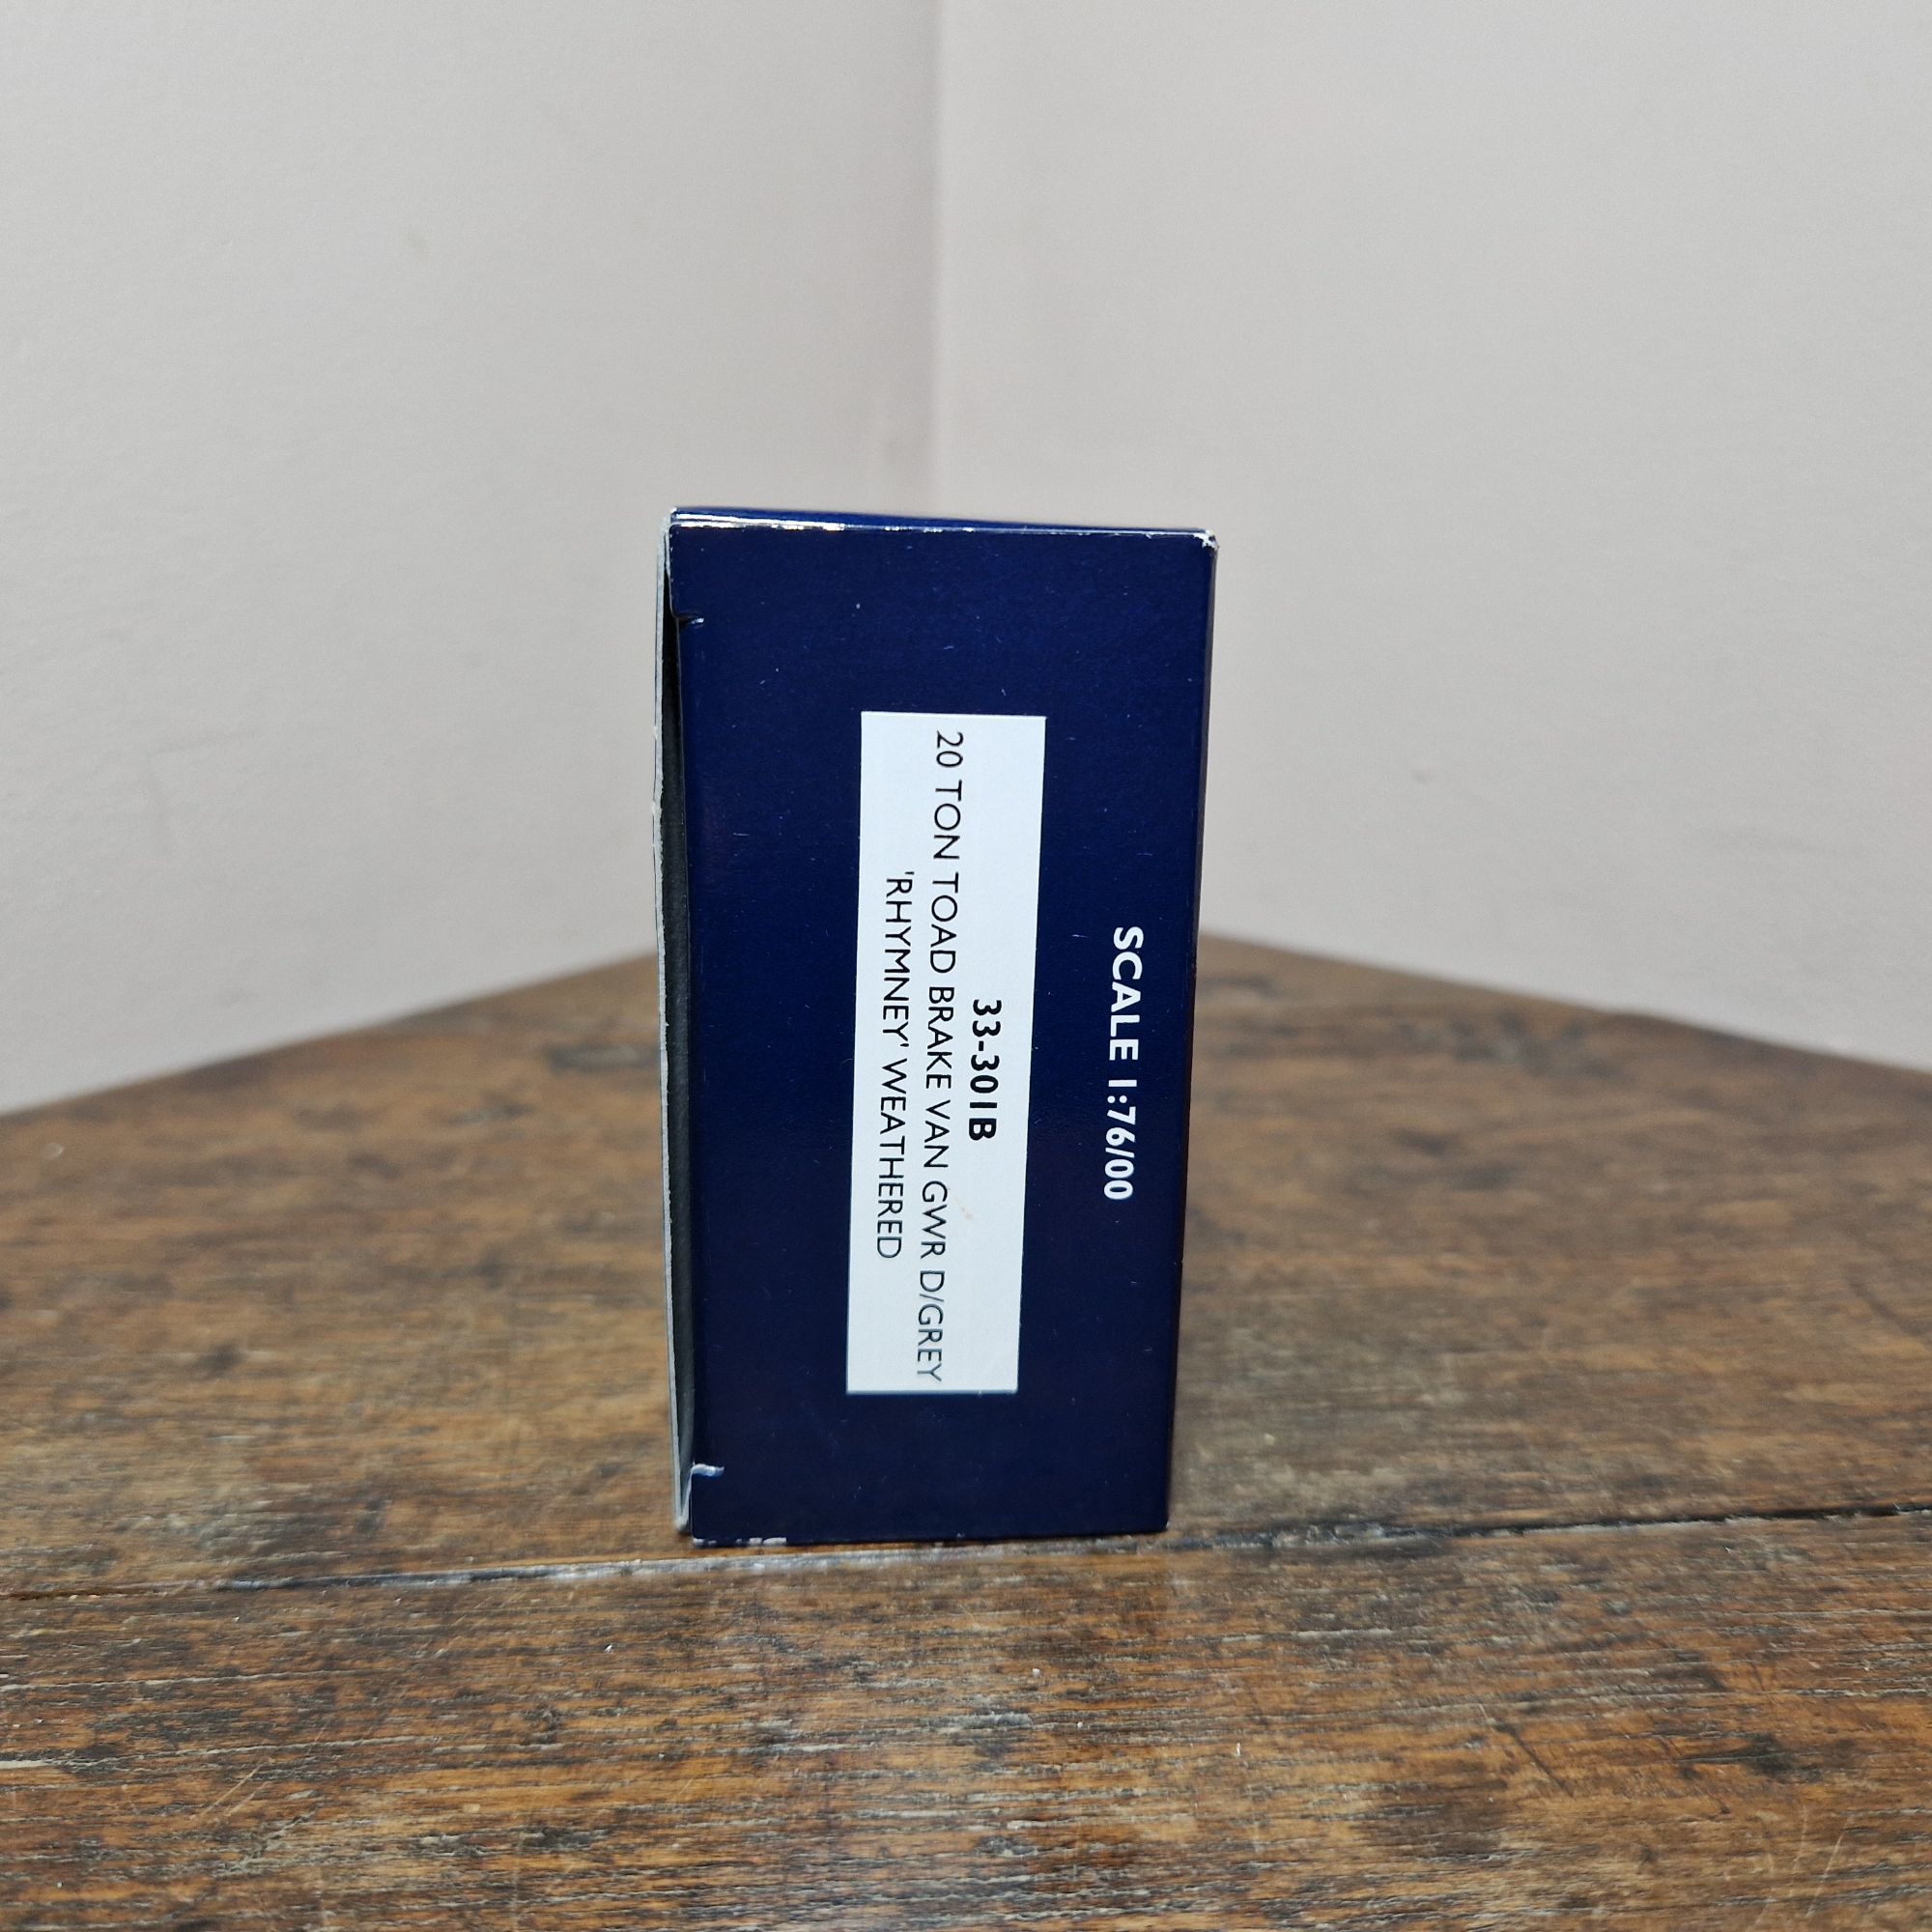 SCALE 1:76/00
33-301B
20 TON TOAD BRAKE VAN GWR D/GREY
'RHYMNEY' WEATHERED